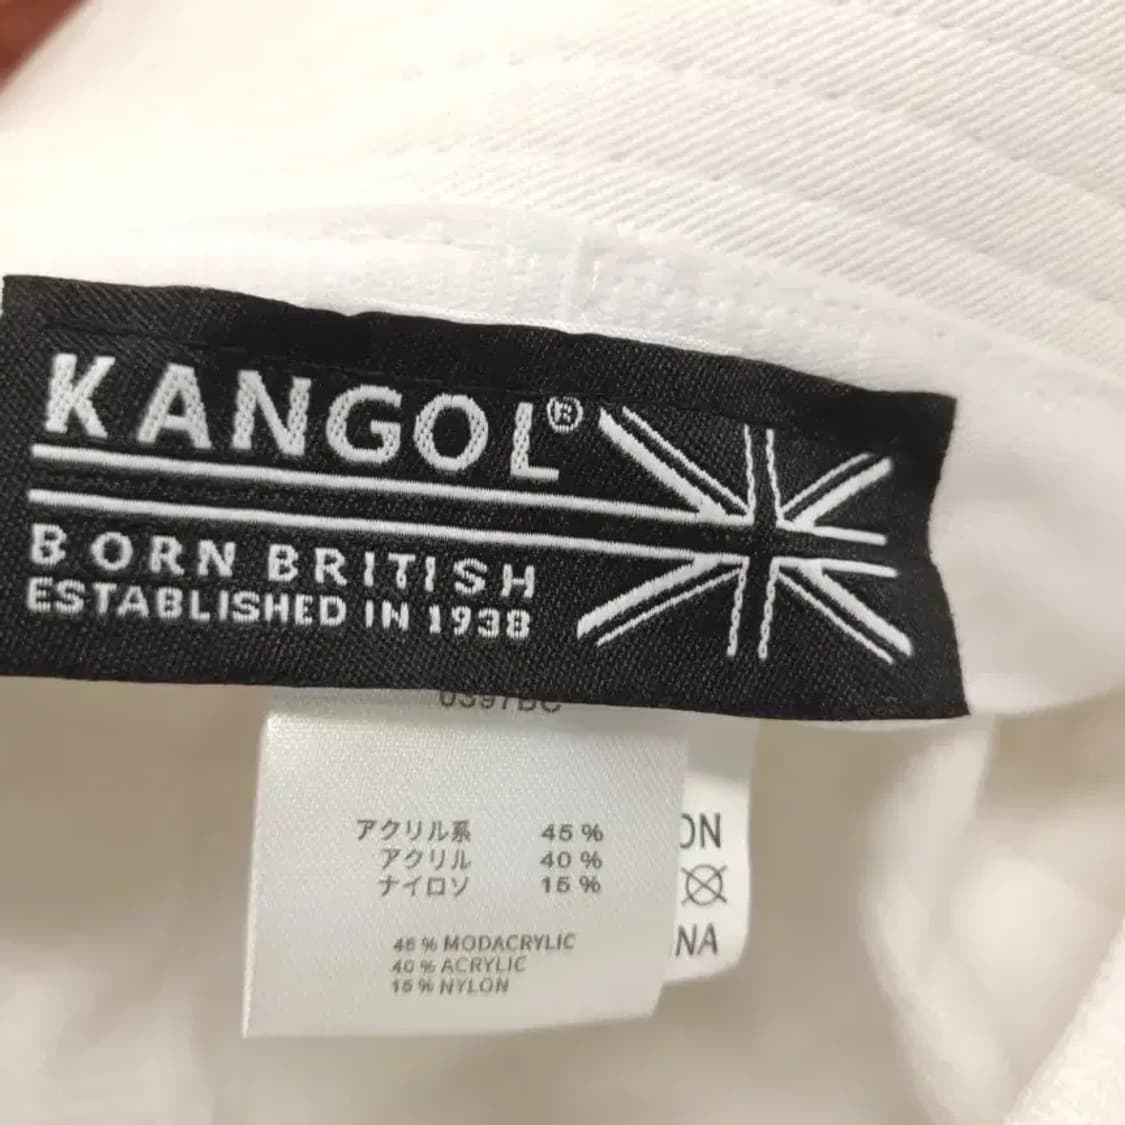 KANGOL®
BORN BRITISH
ESTABLISHED IN 1938
アクリル系 45 %
アクリル 40 %
ナイロン 15 %
45 % MODACRYLIC
40 % ACRYLIC
15 % NYLON
ON
NA